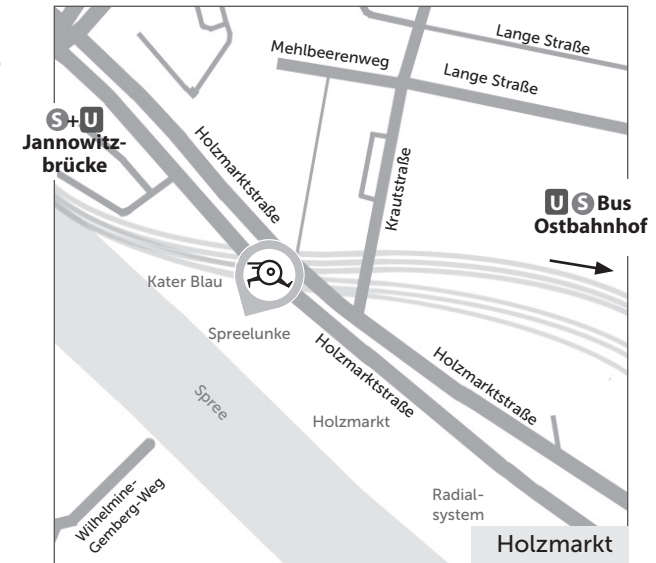 Lange Straße
Mehlbeerenweg
Lange Straße
S+U
Jannowitz-
brücke
Holzmarktstraße
Krautstraße
U S Bus
Ostbahnhof
Kater Blau
Spreelunke
Holzmarktstraße
Holzmarktstraße
Spree
Holzmarkt
Wilhelmine-
Gemberg-Weg
Radial-
system
Holzmarkt